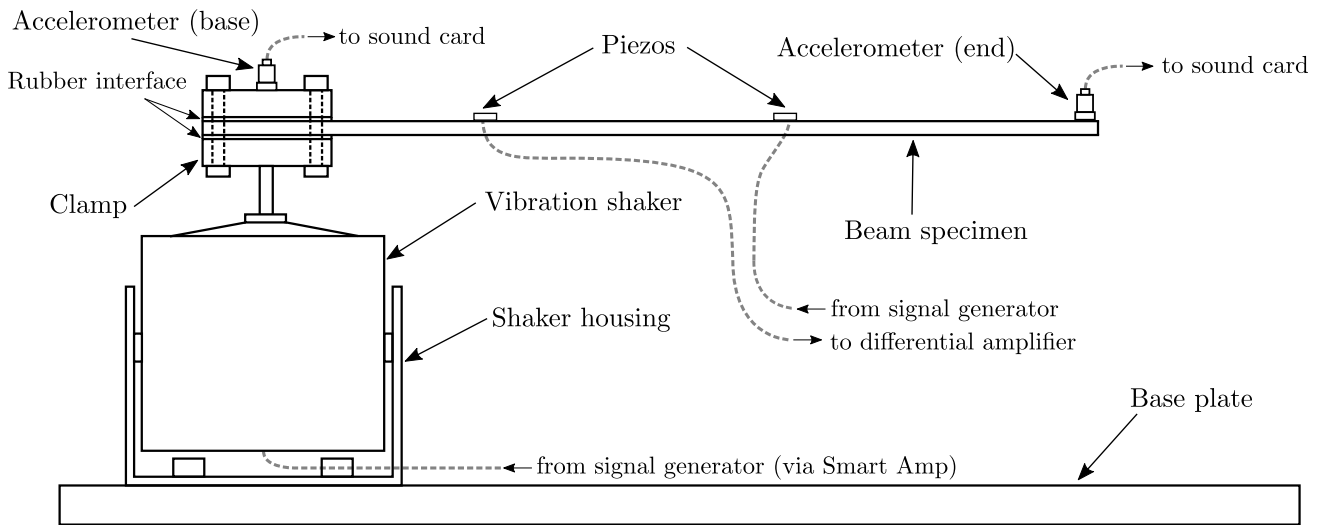 Accelerometer (base)
to sound card
Piezos
Accelerometer (end)
to sound card
Rubber interface
Clamp
Vibration shaker
Beam specimen
from signal generator
Shaker housing
to differential amplifier
Base plate
from signal generator (via Smart Amp)